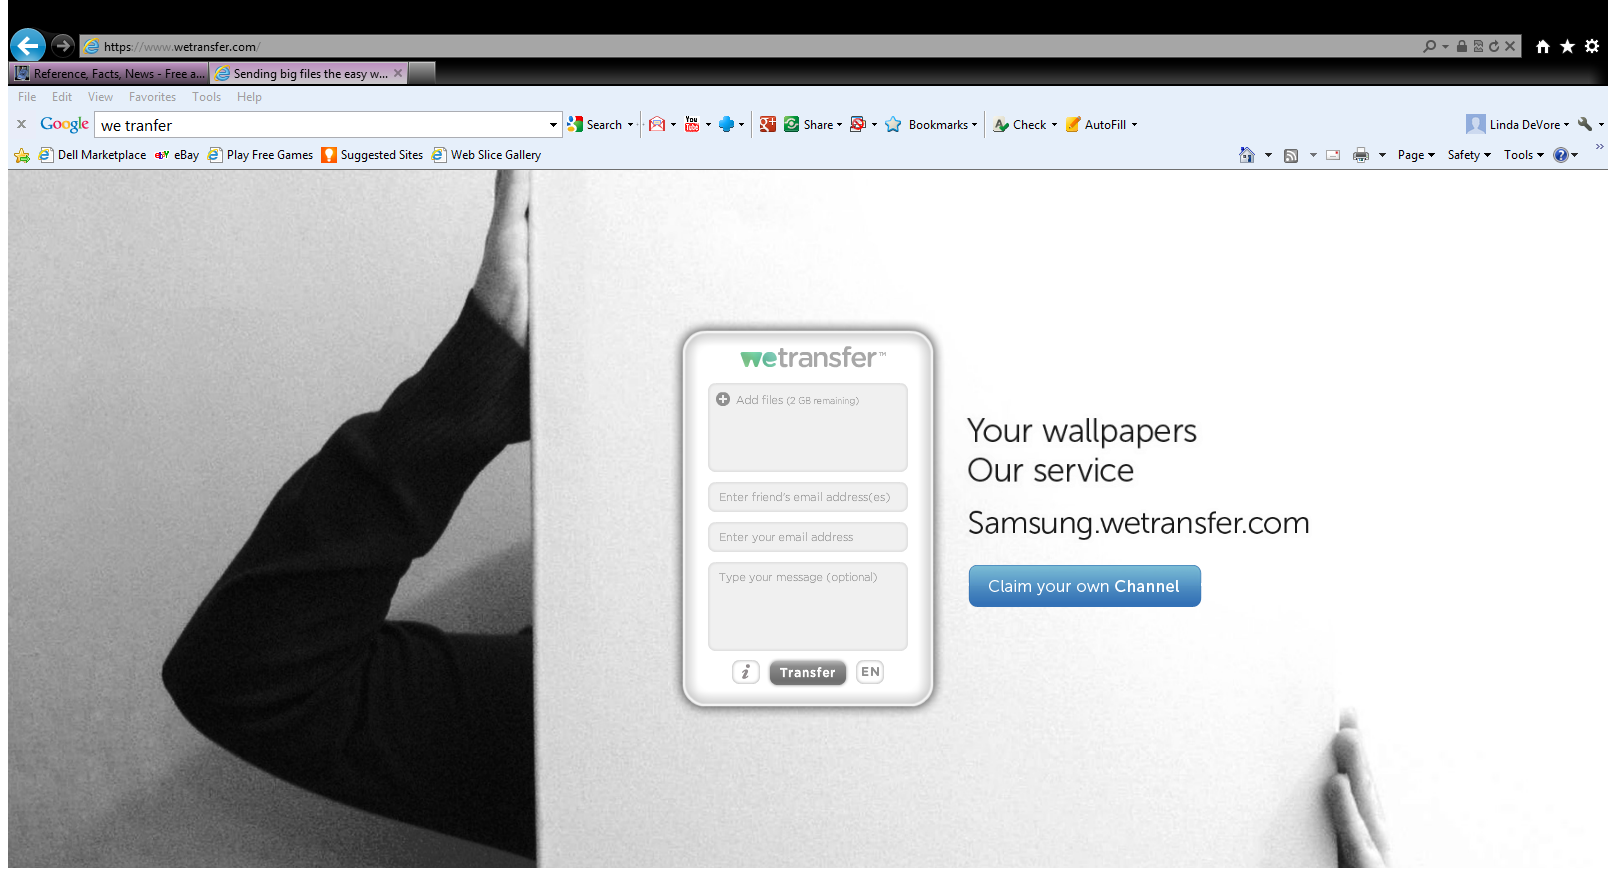 https://www.wetransfer.com/
Reference, Facts, News - Free a...
Sending big files the easy w...
File Edit View Favorites Tools Help
x Google we tranfer Search Share Bookmarks Check AutoFill Linda DeVore
Dell Marketplace eBay Play Free Games Suggested Sites Web Slice Gallery Page Safety Tools
wetransfer™
Add files (2 GB remaining)
Enter friend's email address(es)
Enter your email address
Type your message (optional)
i Transfer EN
Your wallpapers
Our service
Samsung.wetransfer.com
Claim your own Channel